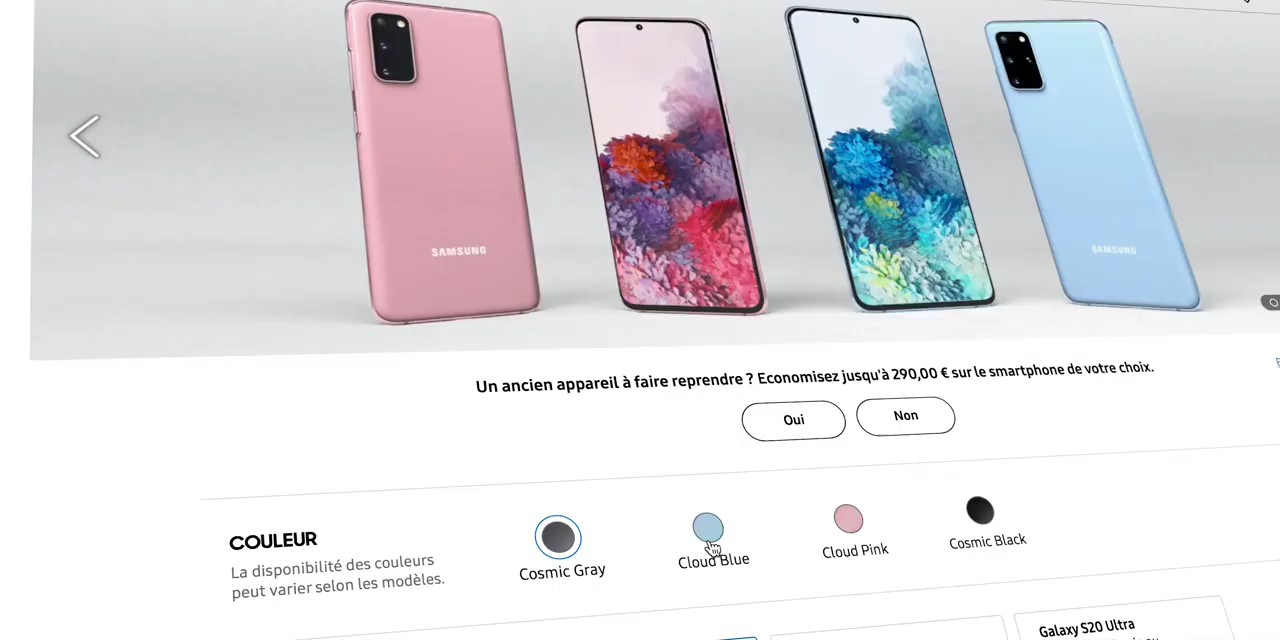 SAMSUNG
SAMSUNG
Un ancien appareil à faire reprendre ? Economisez jusqu'à 290,00 € sur le smartphone de votre choix.
Oui
Non
COULEUR
La disponibilité des couleurs
peut varier selon les modèles.
Cosmic Gray
Cloud Blue
Cloud Pink
Cosmic Black
Galaxy S20 Ultra